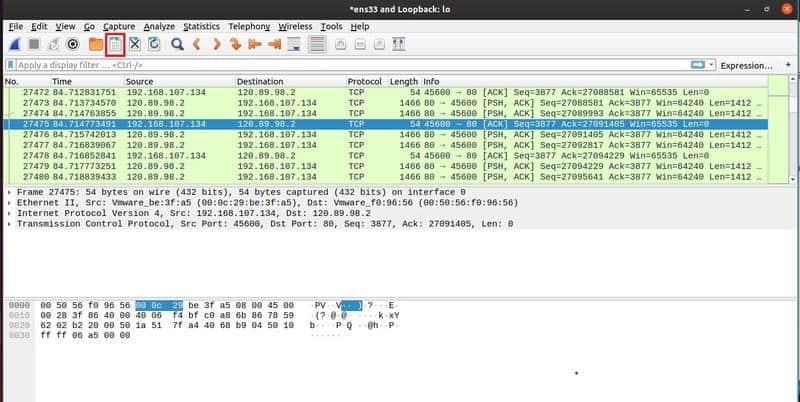 *ens33 and Loopback: lo
File Edit View Go Capture Analyze Statistics Telephony Wireless Tools Help
Apply a display filter ... <Ctrl-/> Expression... +
No. Time Source Destination Protocol Length Info
27472 84.712831751 192.168.107.134 120.89.98.2 TCP 54 45600 → 80 [ACK] Seq=3877 Ack=27088581 Win=65535 Len=0
27473 84.713734570 120.89.98.2 192.168.107.134 TCP 1466 80 → 45600 [PSH, ACK] Seq=27088581 Ack=3877 Win=64240 Len=1412 …
27474 84.714763855 120.89.98.2 192.168.107.134 TCP 1466 80 → 45600 [PSH, ACK] Seq=27089993 Ack=3877 Win=64240 Len=1412 …
27475 84.714773491 192.168.107.134 120.89.98.2 TCP 54 45600 → 80 [ACK] Seq=3877 Ack=27091405 Win=65535 Len=0
27476 84.715742013 120.89.98.2 192.168.107.134 TCP 1466 80 → 45600 [PSH, ACK] Seq=27091405 Ack=3877 Win=64240 Len=1412 …
27477 84.716839067 120.89.98.2 192.168.107.134 TCP 1466 80 → 45600 [PSH, ACK] Seq=27092817 Ack=3877 Win=64240 Len=1412 …
27478 84.716852841 192.168.107.134 120.89.98.2 TCP 54 45600 → 80 [ACK] Seq=3877 Ack=27094229 Win=65535 Len=0
27479 84.717773251 120.89.98.2 192.168.107.134 TCP 1466 80 → 45600 [PSH, ACK] Seq=27094229 Ack=3877 Win=64240 Len=1412 …
27480 84.718839433 120.89.98.2 192.168.107.134 TCP 1466 80 → 45600 [PSH, ACK] Seq=27095641 Ack=3877 Win=64240 Len=1412 …
Frame 27475: 54 bytes on wire (432 bits), 54 bytes captured (432 bits) on interface 0
Ethernet II, Src: Vmware_be:3f:a5 (00:0c:29:be:3f:a5), Dst: Vmware_f0:96:56 (00:50:56:f0:96:56)
Internet Protocol Version 4, Src: 192.168.107.134, Dst: 120.89.98.2
Transmission Control Protocol, Src Port: 45600, Dst Port: 80, Seq: 3877, Ack: 27091405, Len: 0
0000 00 50 56 f0 96 56 00 0c 29 be 3f a5 08 00 45 00 ·PV··V··)·?···E·
0010 00 28 3f 86 40 00 40 06 f4 bf c0 a8 6b 86 78 59 ·(?·@·@·····k·xY
0020 62 02 b2 20 00 50 1a 51 7f a4 40 68 b9 04 50 10 b·· ·P·Q··@h··P·
0030 ff ff 06 a5 00 00 ······